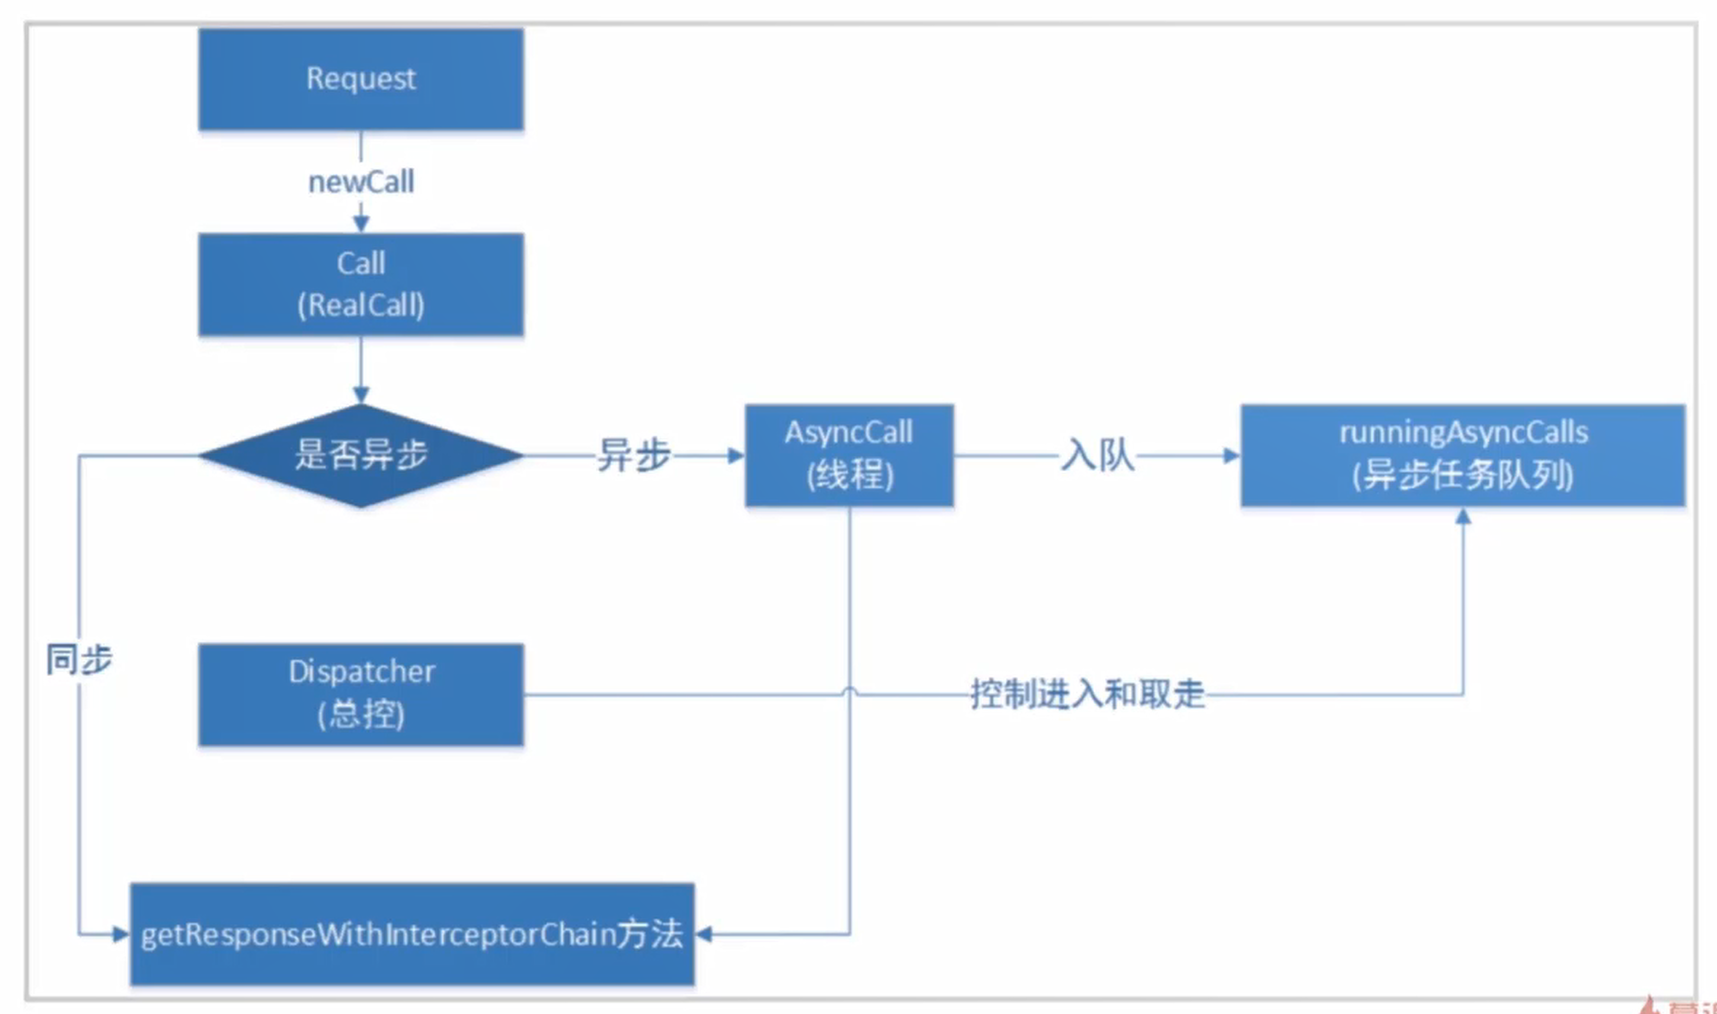 Request
newCall
Call
(RealCall)
是否异步
异步
AsyncCall
(线程)
入队
runningAsyncCalls
(异步任务队列)
同步
Dispatcher
(总控)
控制进入和取走
getResponseWithInterceptorChain方法